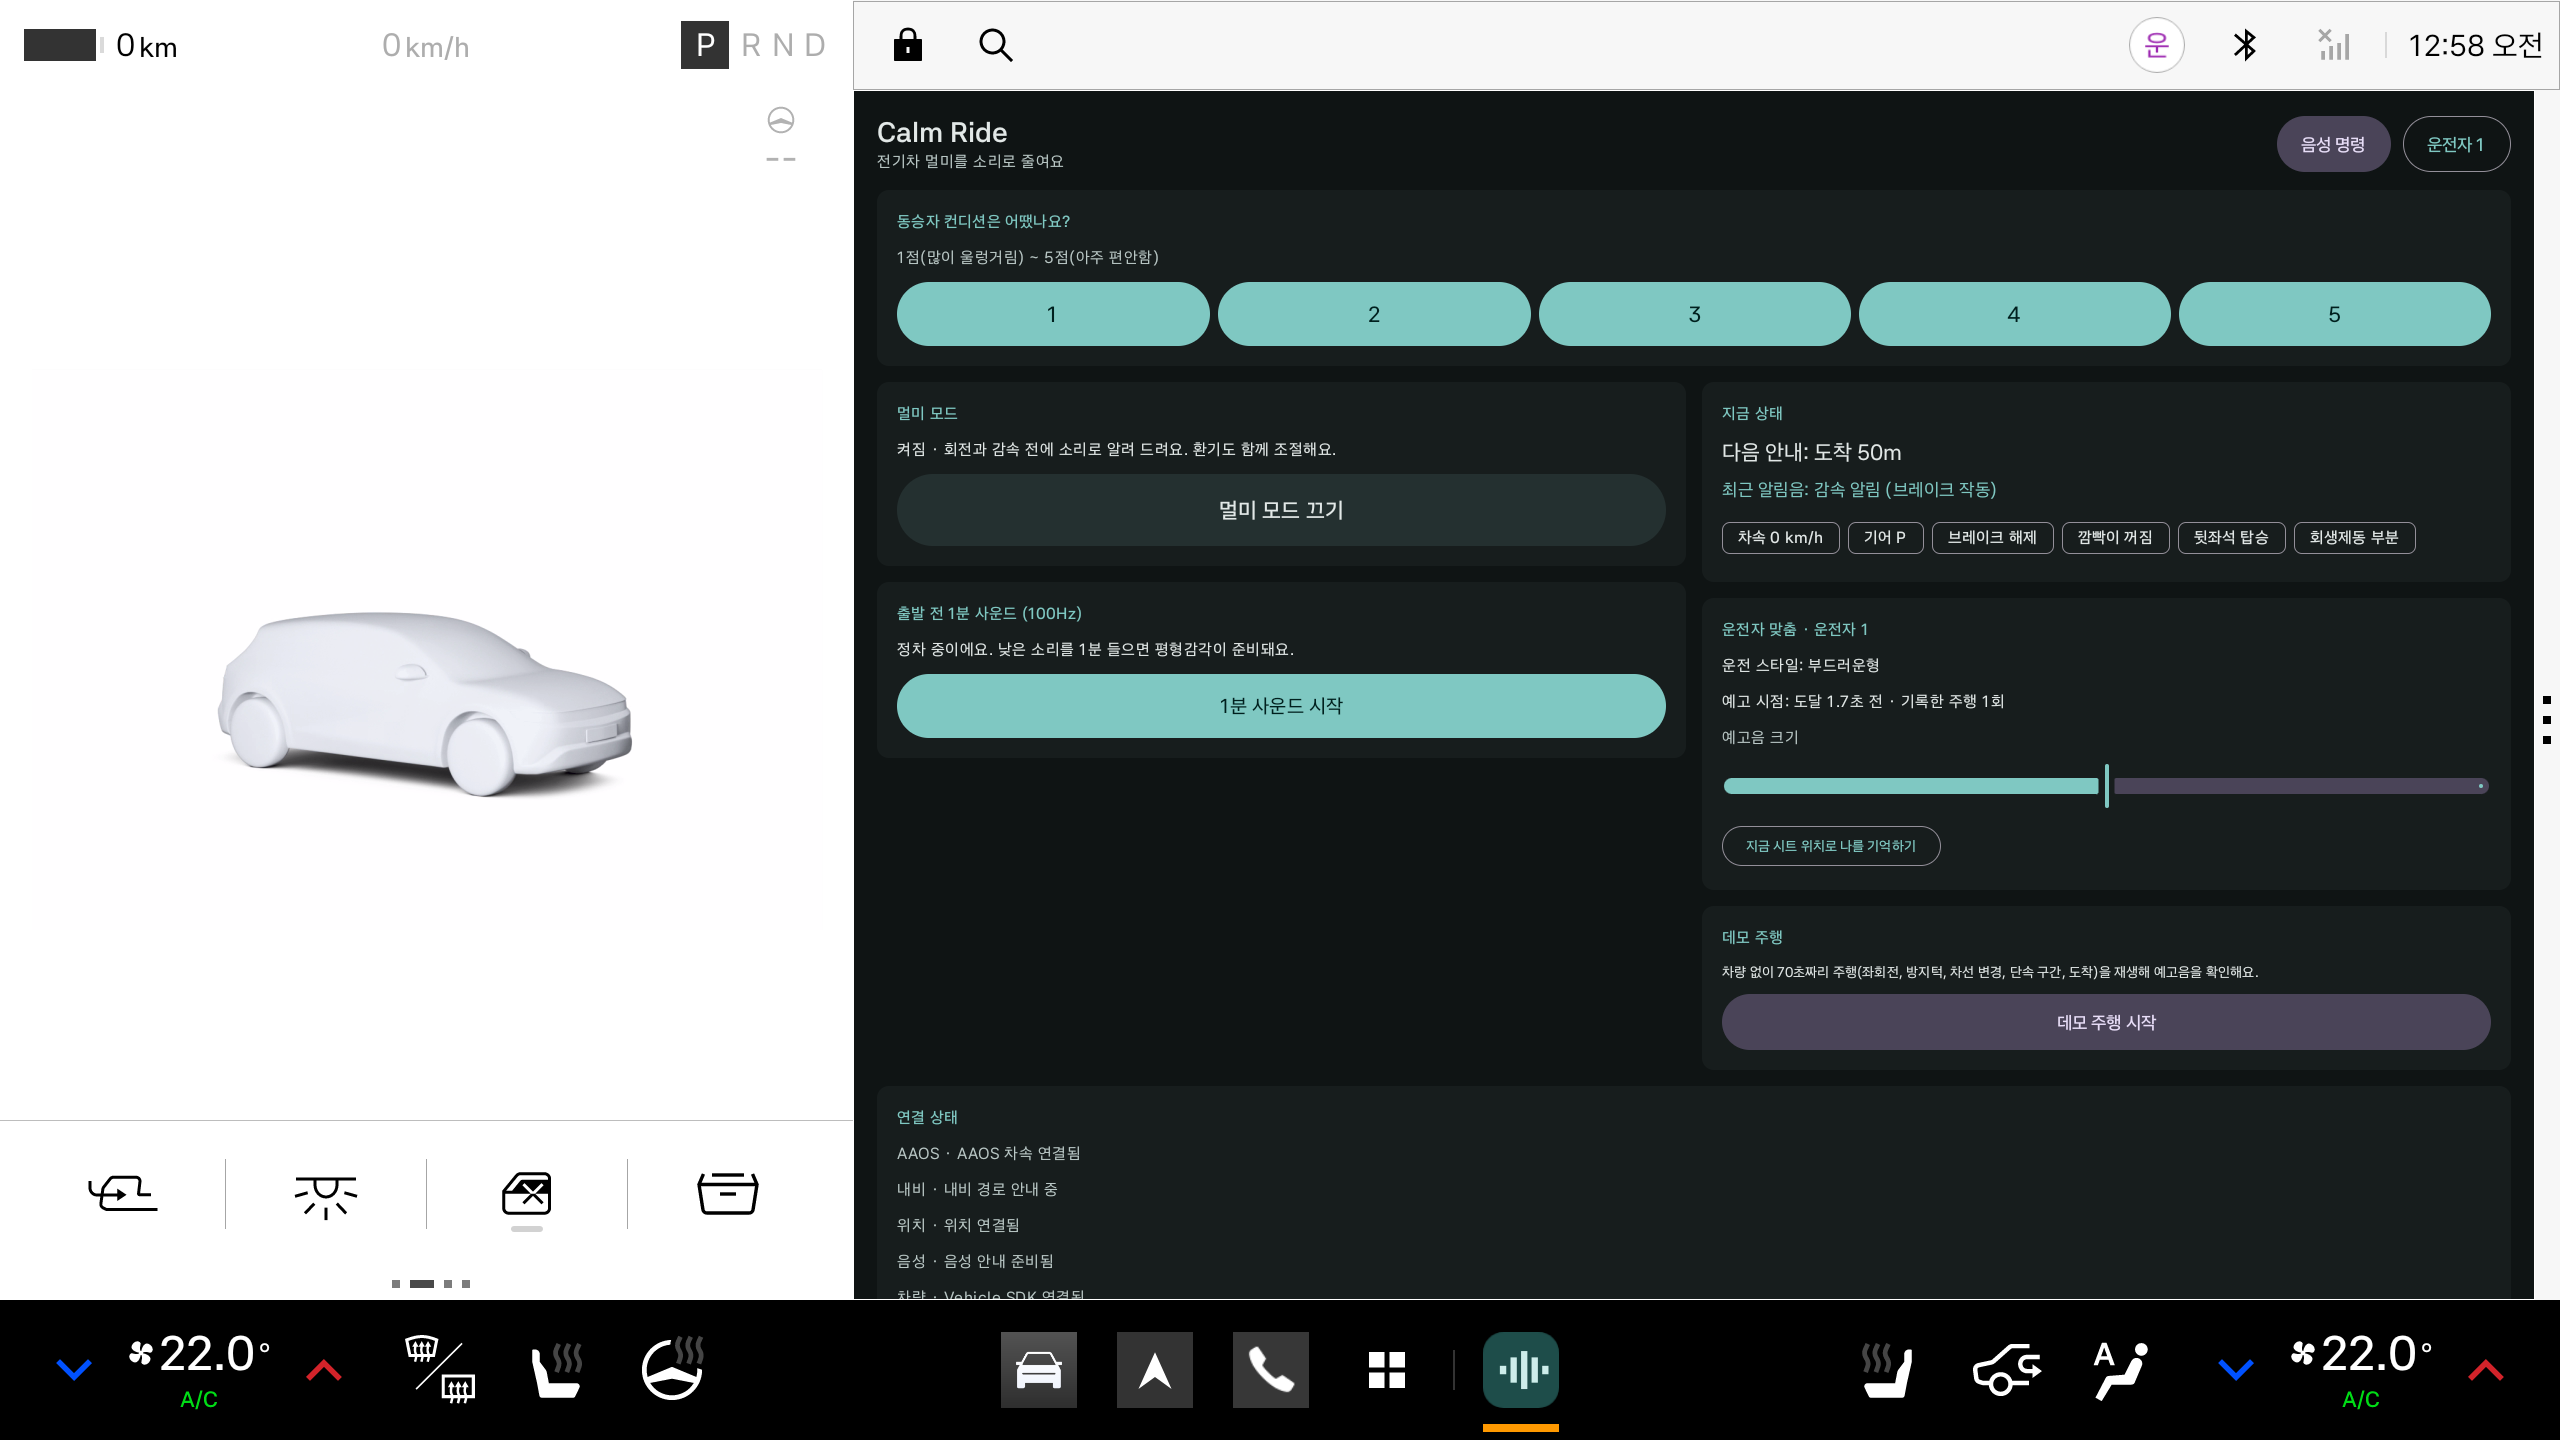 0 km
0 km/h
P R N D
운
12:58 오전
Calm Ride
전기차 멀미를 소리로 줄여요
음성 명령
운전자 1
동승자 컨디션은 어땠나요?
1점(많이 울렁거림) ~ 5점(아주 편안함)
1
2
3
4
5
멀미 모드
켜짐 · 회전과 감속 전에 소리로 알려 드려요. 환기도 함께 조절해요.
멀미 모드 끄기
출발 전 1분 사운드 (100Hz)
정차 중이에요. 낮은 소리를 1분 들으면 평형감각이 준비돼요.
1분 사운드 시작
지금 상태
다음 안내: 도착 50m
최근 알림음: 감속 알림 (브레이크 작동)
차속 0 km/h
기어 P
브레이크 해제
깜빡이 꺼짐
뒷좌석 탑승
회생제동 부분
운전자 맞춤 · 운전자 1
운전 스타일: 부드러운형
예고 시점: 도달 1.7초 전 · 기록한 주행 1회
예고음 크기
지금 시트 위치로 나를 기억하기
데모 주행
차량 없이 70초짜리 주행(좌회전, 방지턱, 차선 변경, 단속 구간, 도착)을 재생해 예고음을 확인해요.
데모 주행 시작
연결 상태
AAOS · AAOS 차속 연결됨
내비 · 내비 경로 안내 중
위치 · 위치 연결됨
음성 · 음성 안내 준비됨
차량 · Vehicle SDK 연결됨
22.0°
A/C
A
22.0°
A/C